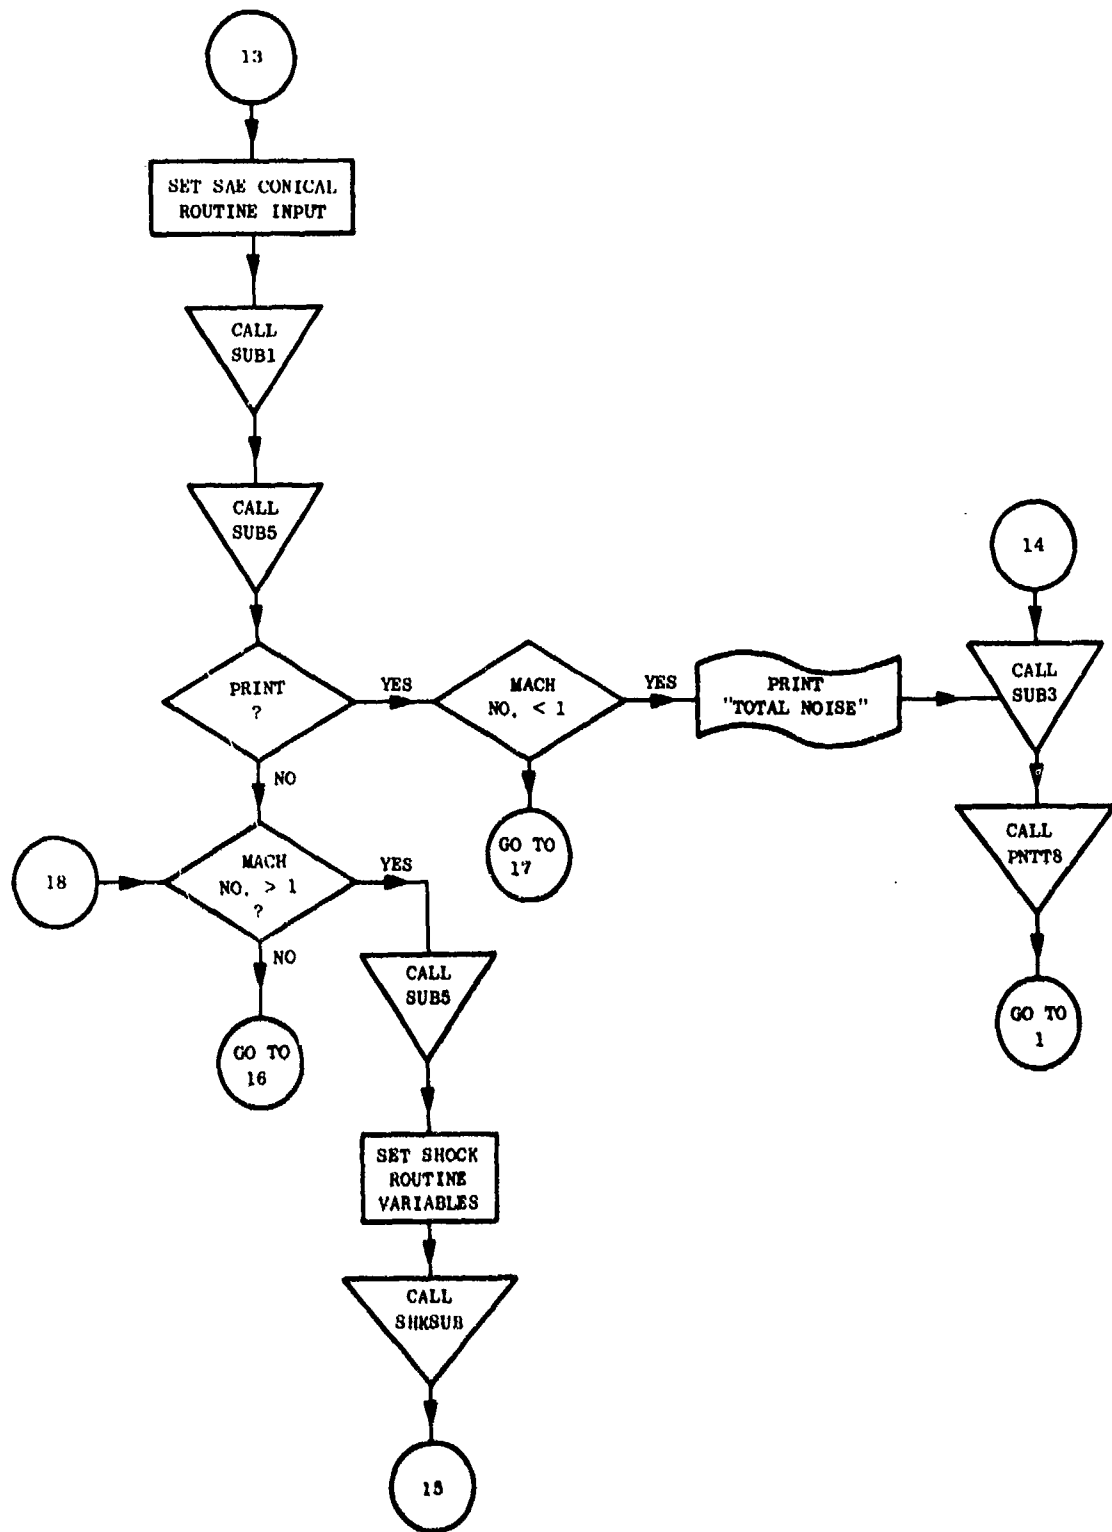 13
SET SAE CONICAL
ROUTINE INPUT
CALL
SUB1
CALL
SUB5
PRINT
?
YES
MACH
NO. < 1
YES
PRINT
"TOTAL NOISE"
14
CALL
SUB3
CALL
PNTT8
GO TO
1
GO TO
17
NO
18
MACH
NO. > 1
?
YES
NO
GO TO
16
CALL
SUB5
SET SHOCK
ROUTINE
VARIABLES
CALL
SHKSUB
15